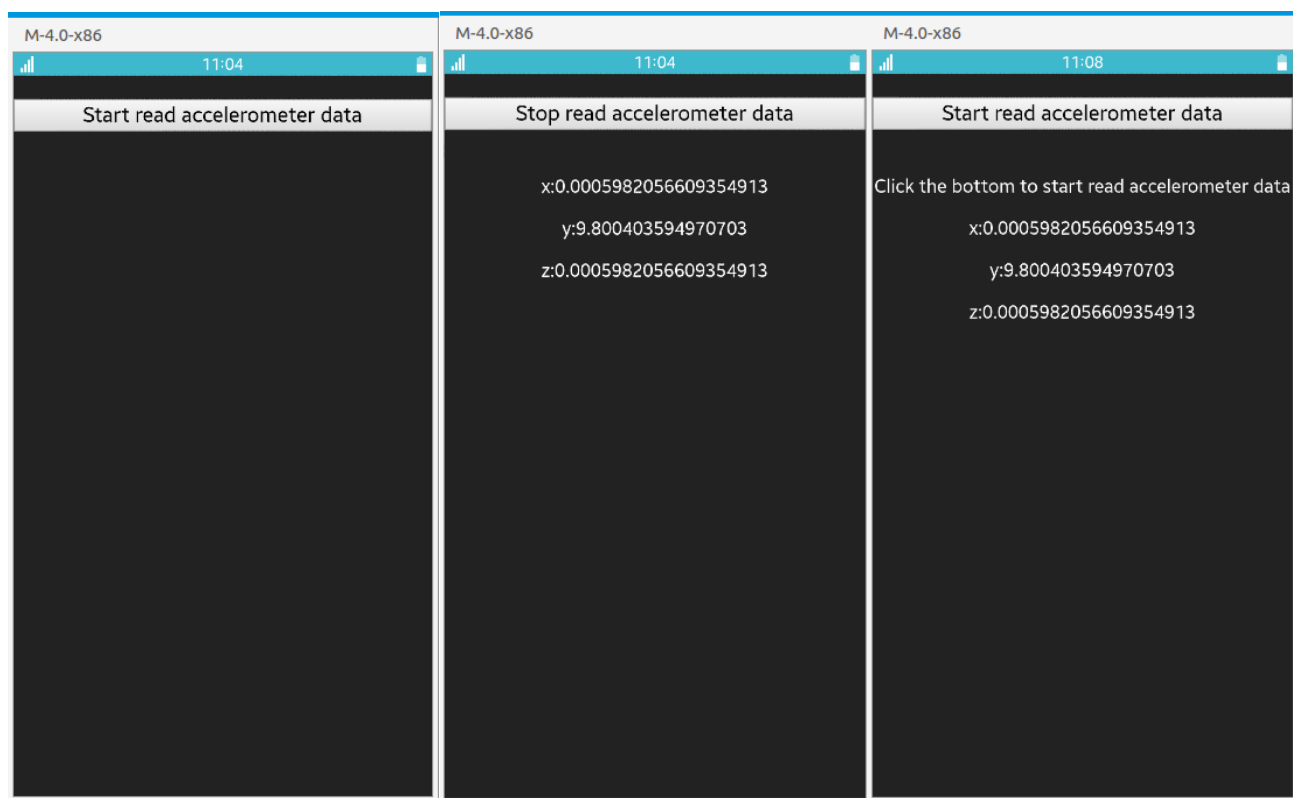 M-4.0-x86
11:04
Start read accelerometer data
M-4.0-x86
11:04
Stop read accelerometer data
x:0.0005982056609354913
y:9.800403594970703
z:0.0005982056609354913
M-4.0-x86
11:08
Start read accelerometer data
Click the bottom to start read accelerometer data
x:0.0005982056609354913
y:9.800403594970703
z:0.0005982056609354913